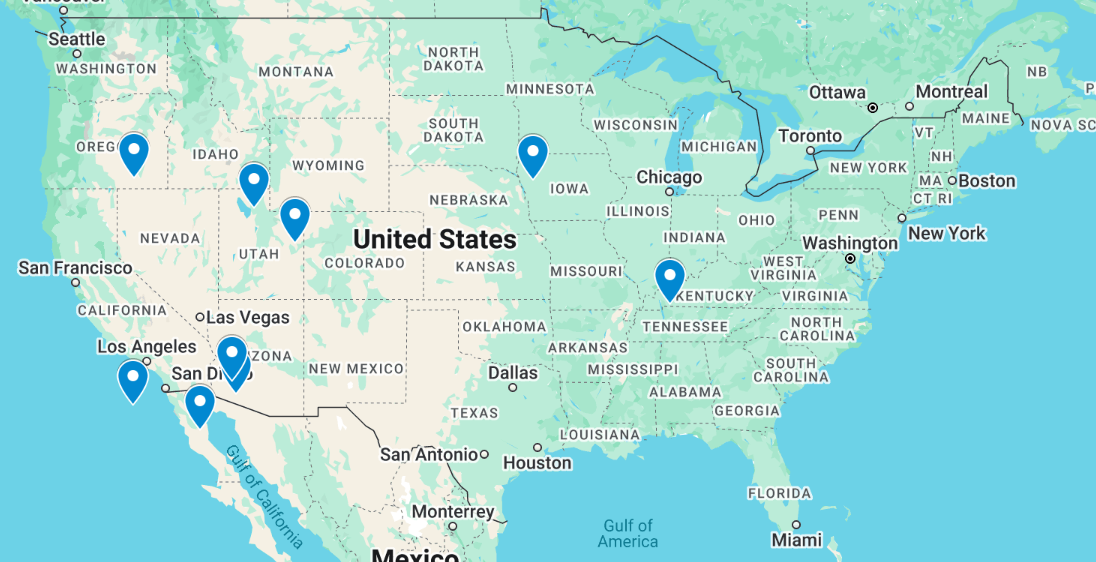 Vancouver
Seattle
WASHINGTON
MONTANA
NORTH
DAKOTA
MINNESOTA
Ottawa
Montreal
NB
MAINE
NOVA SC
OREG
IDAHO
WYOMING
SOUTH
DAKOTA
WISCONSIN
MICHIGAN
Toronto
VT
NH
NEW YORK
MA
Boston
CT RI
IOWA
Chicago
NEBRASKA
ILLINOIS
INDIANA
OHIO
PENN
New York
NEVADA
UTAH
United States
COLORADO
KANSAS
MISSOURI
WEST
VIRGINIA
Washington
San Francisco
CALIFORNIA
Las Vegas
KENTUCKY
VIRGINIA
OKLAHOMA
TENNESSEE
NORTH
CAROLINA
Los Angeles
ZONA
NEW MEXICO
ARKANSAS
San Di
Dallas
MISSISSIPPI
SOUTH
CAROLINA
ALABAMA
GEORGIA
TEXAS
LOUISIANA
San Antonio
Houston
Gulf of California
FLORIDA
Monterrey
Gulf of
America
Miami
Mexico